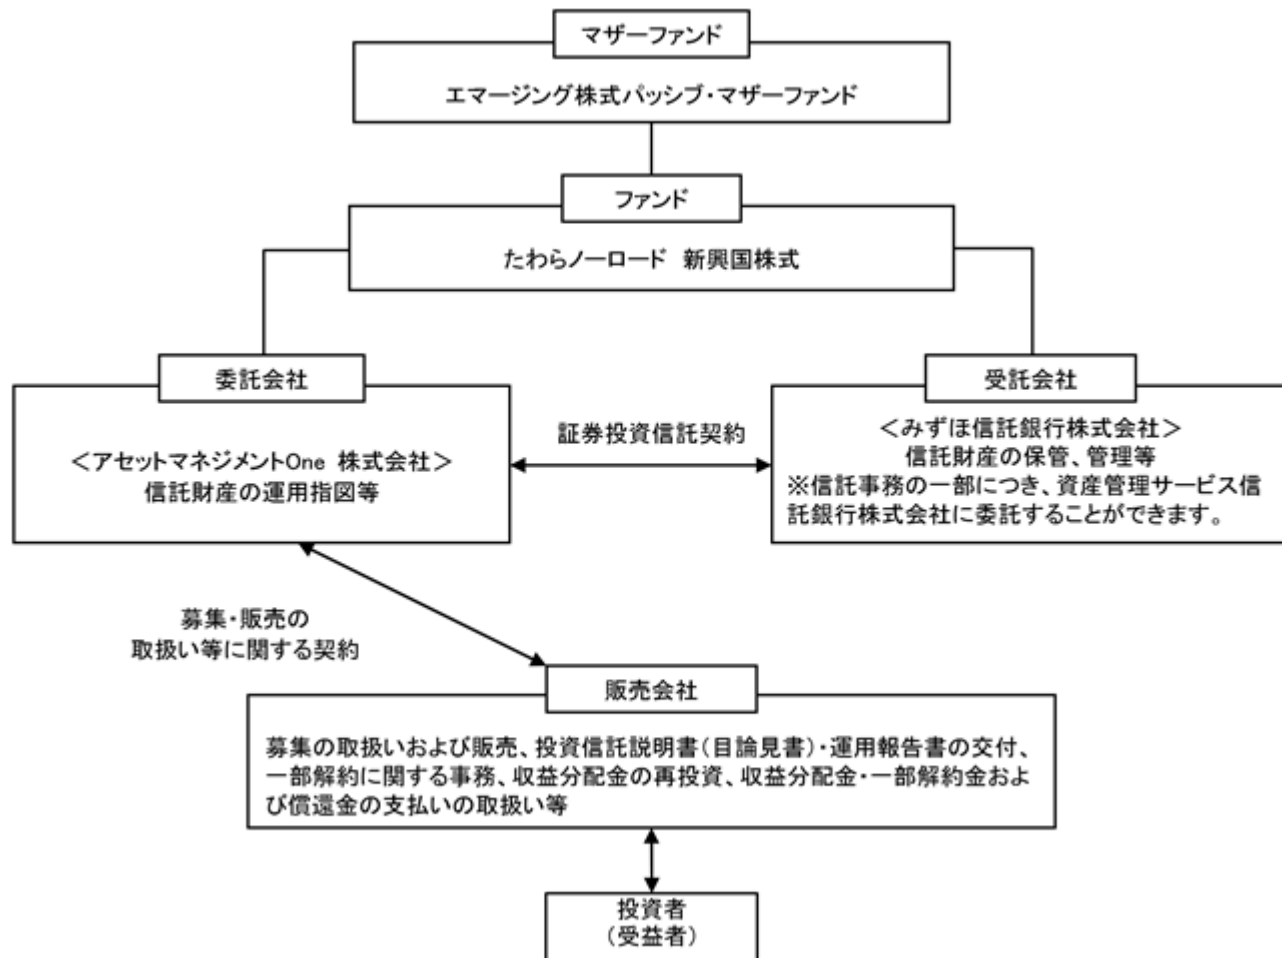 マザーファンド
エマージング株式パッシブ・マザーファンド
ファンド
たわらノーロード 新興国株式
委託会社
＜アセットマネジメントOne 株式会社＞
信託財産の運用指図等
証券投資信託契約
受託会社
＜みずほ信託銀行株式会社＞
信託財産の保管、管理等
※信託事務の一部につき、資産管理サービス信
託銀行株式会社に委託することができます。
募集・販売の
取扱い等に関する契約
販売会社
募集の取扱いおよび販売、投資信託説明書(目論見書)・運用報告書の交付、
一部解約に関する事務、収益分配金の再投資、収益分配金・一部解約金およ
び償還金の支払いの取扱い等
投資者
(受益者)